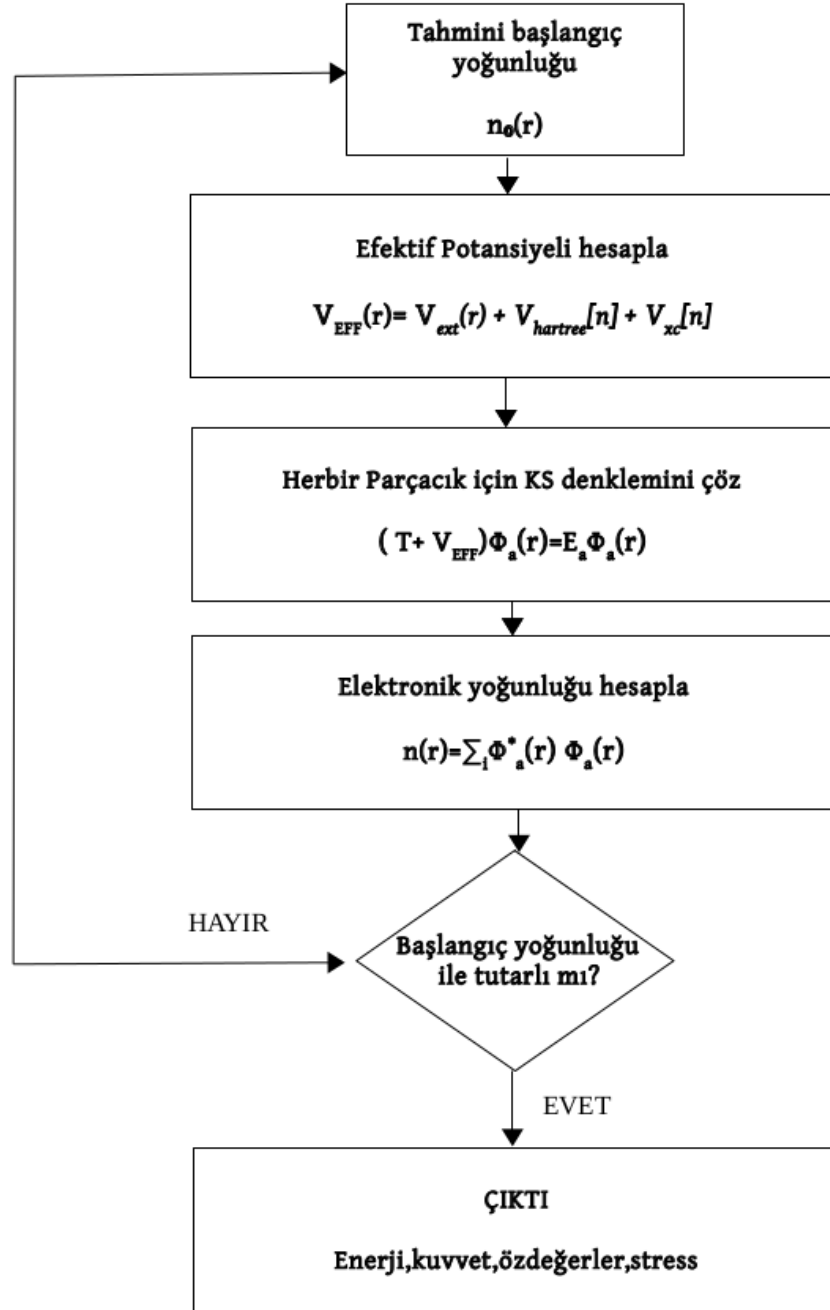 Tahmini başlangıç
yoğunluğu
n₀(r)
Efektif Potansiyeli hesapla
V_EFF(r)= V_ext(r) + V_hartree[n] + V_xc[n]
Herbir Parçacık için KS denklemini çöz
( T+ V_EFF)Φ_a(r)=E_aΦ_a(r)
Elektronik yoğunluğu hesapla
n(r)=∑_iΦ*_a(r) Φ_a(r)
HAYIR
Başlangıç yoğunluğu
ile tutarlı mı?
EVET
ÇIKTI
Enerji,kuvvet,özdeğerler,stress